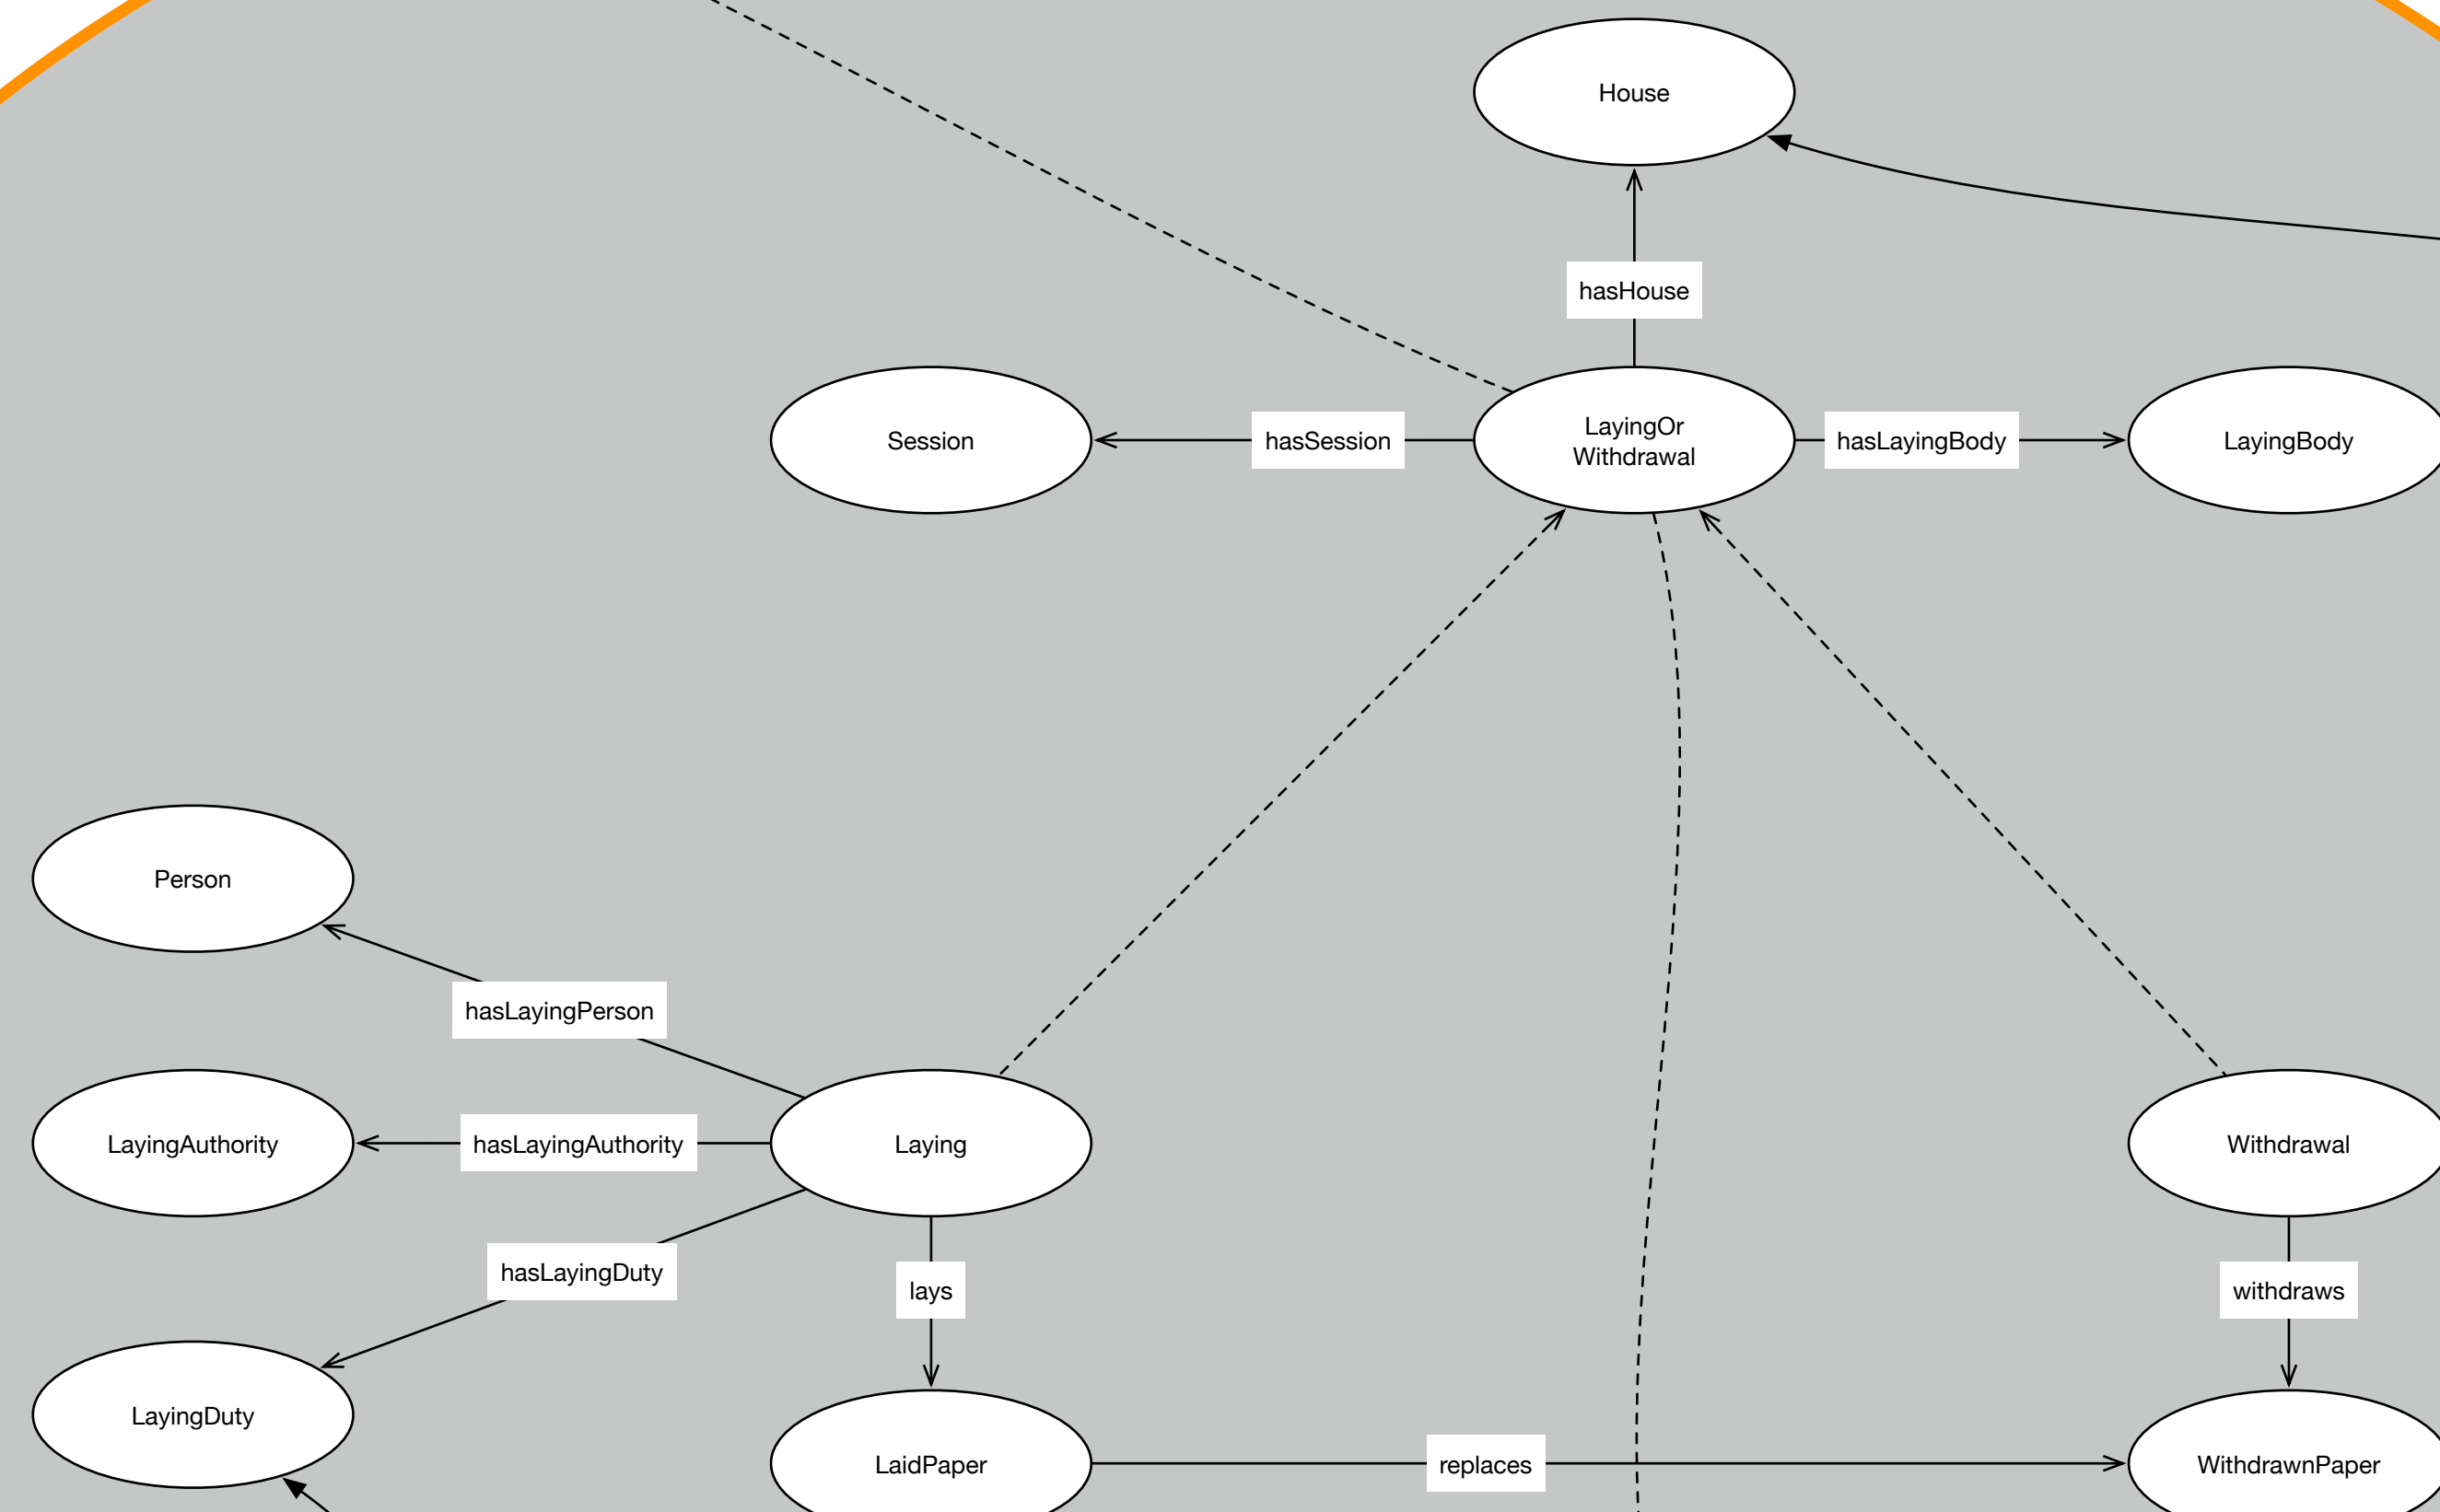 House
hasHouse
Session
hasSession
LayingOr
Withdrawal
hasLayingBody
LayingBody
Person
hasLayingPerson
LayingAuthority
hasLayingAuthority
Laying
Withdrawal
hasLayingDuty
lays
withdraws
LayingDuty
LaidPaper
replaces
WithdrawnPaper